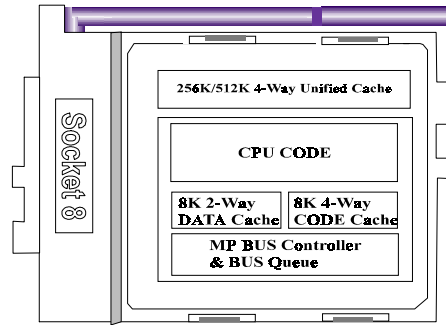 256K/512K 4-Way Unified Cache
Socket 8
CPU CODE
8K 2-Way
DATA Cache
8K 4-Way
CODE Cache
MP BUS Controller
& BUS Queue